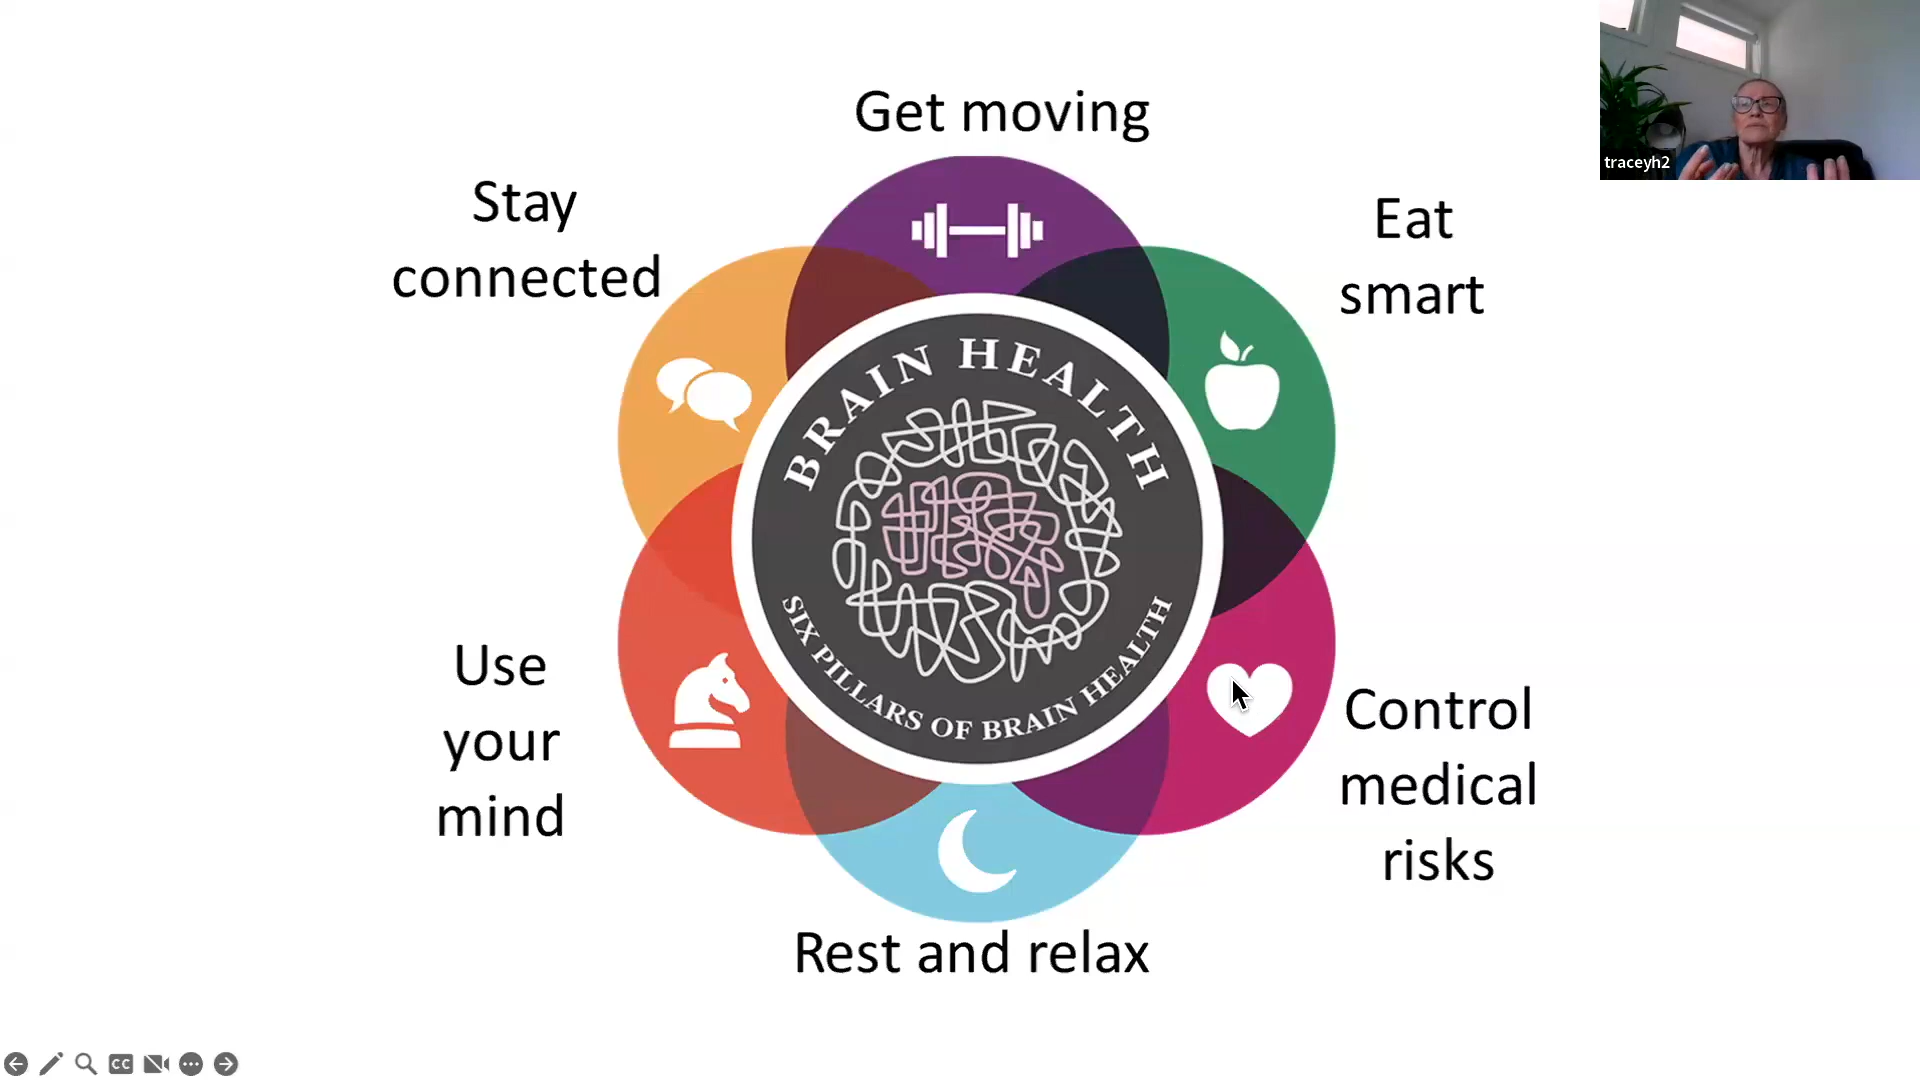 Get moving
Stay
connected
Eat
smart
BRAIN HEALTH
SIX PILLARS OF BRAIN HEALTH
Use
your
mind
Control
medical
risks
Rest and relax
traceyh2
CC